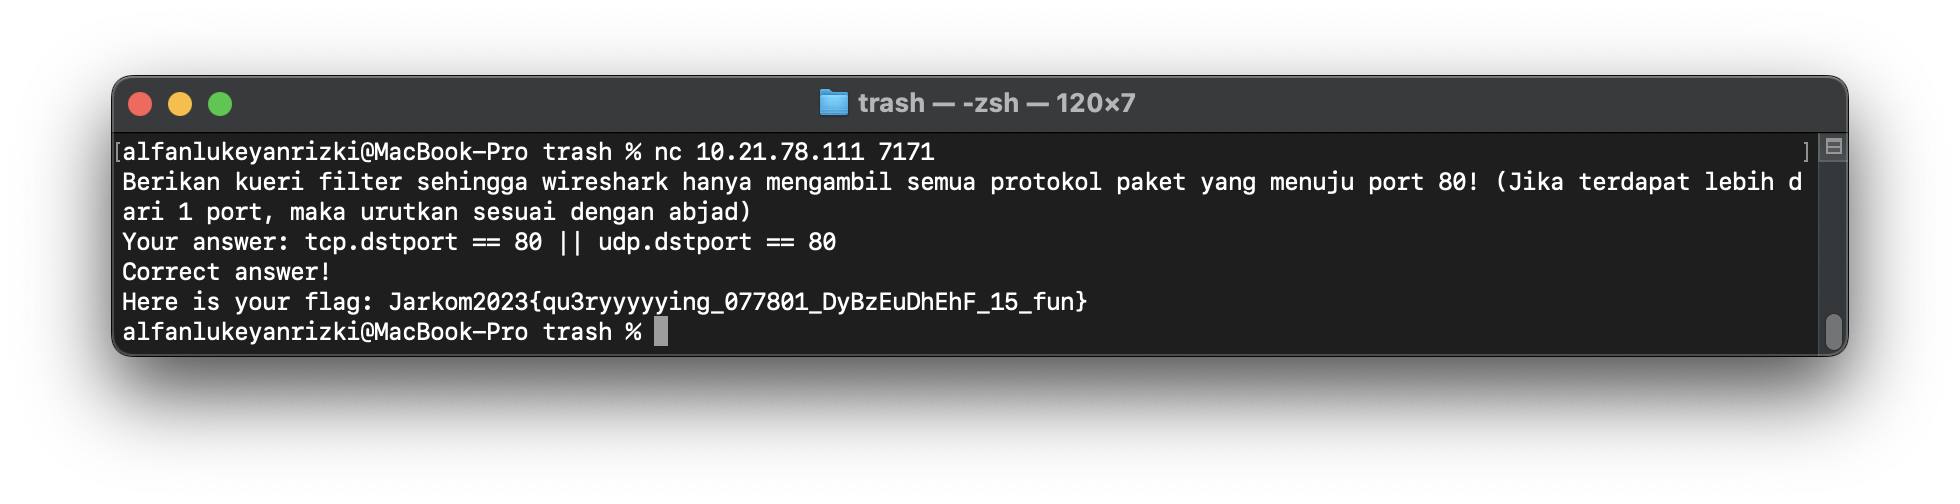 trash — -zsh — 120×7
[alfanlukeyanrizki@MacBook-Pro trash % nc 10.21.78.111 7171 ]
Berikan kueri filter sehingga wireshark hanya mengambil semua protokol paket yang menuju port 80! (Jika terdapat lebih d
ari 1 port, maka urutkan sesuai dengan abjad)
Your answer: tcp.dstport == 80 || udp.dstport == 80
Correct answer!
Here is your flag: Jarkom2023{qu3ryyyyying_077801_DyBzEuDhEhF_15_fun}
alfanlukeyanrizki@MacBook-Pro trash %